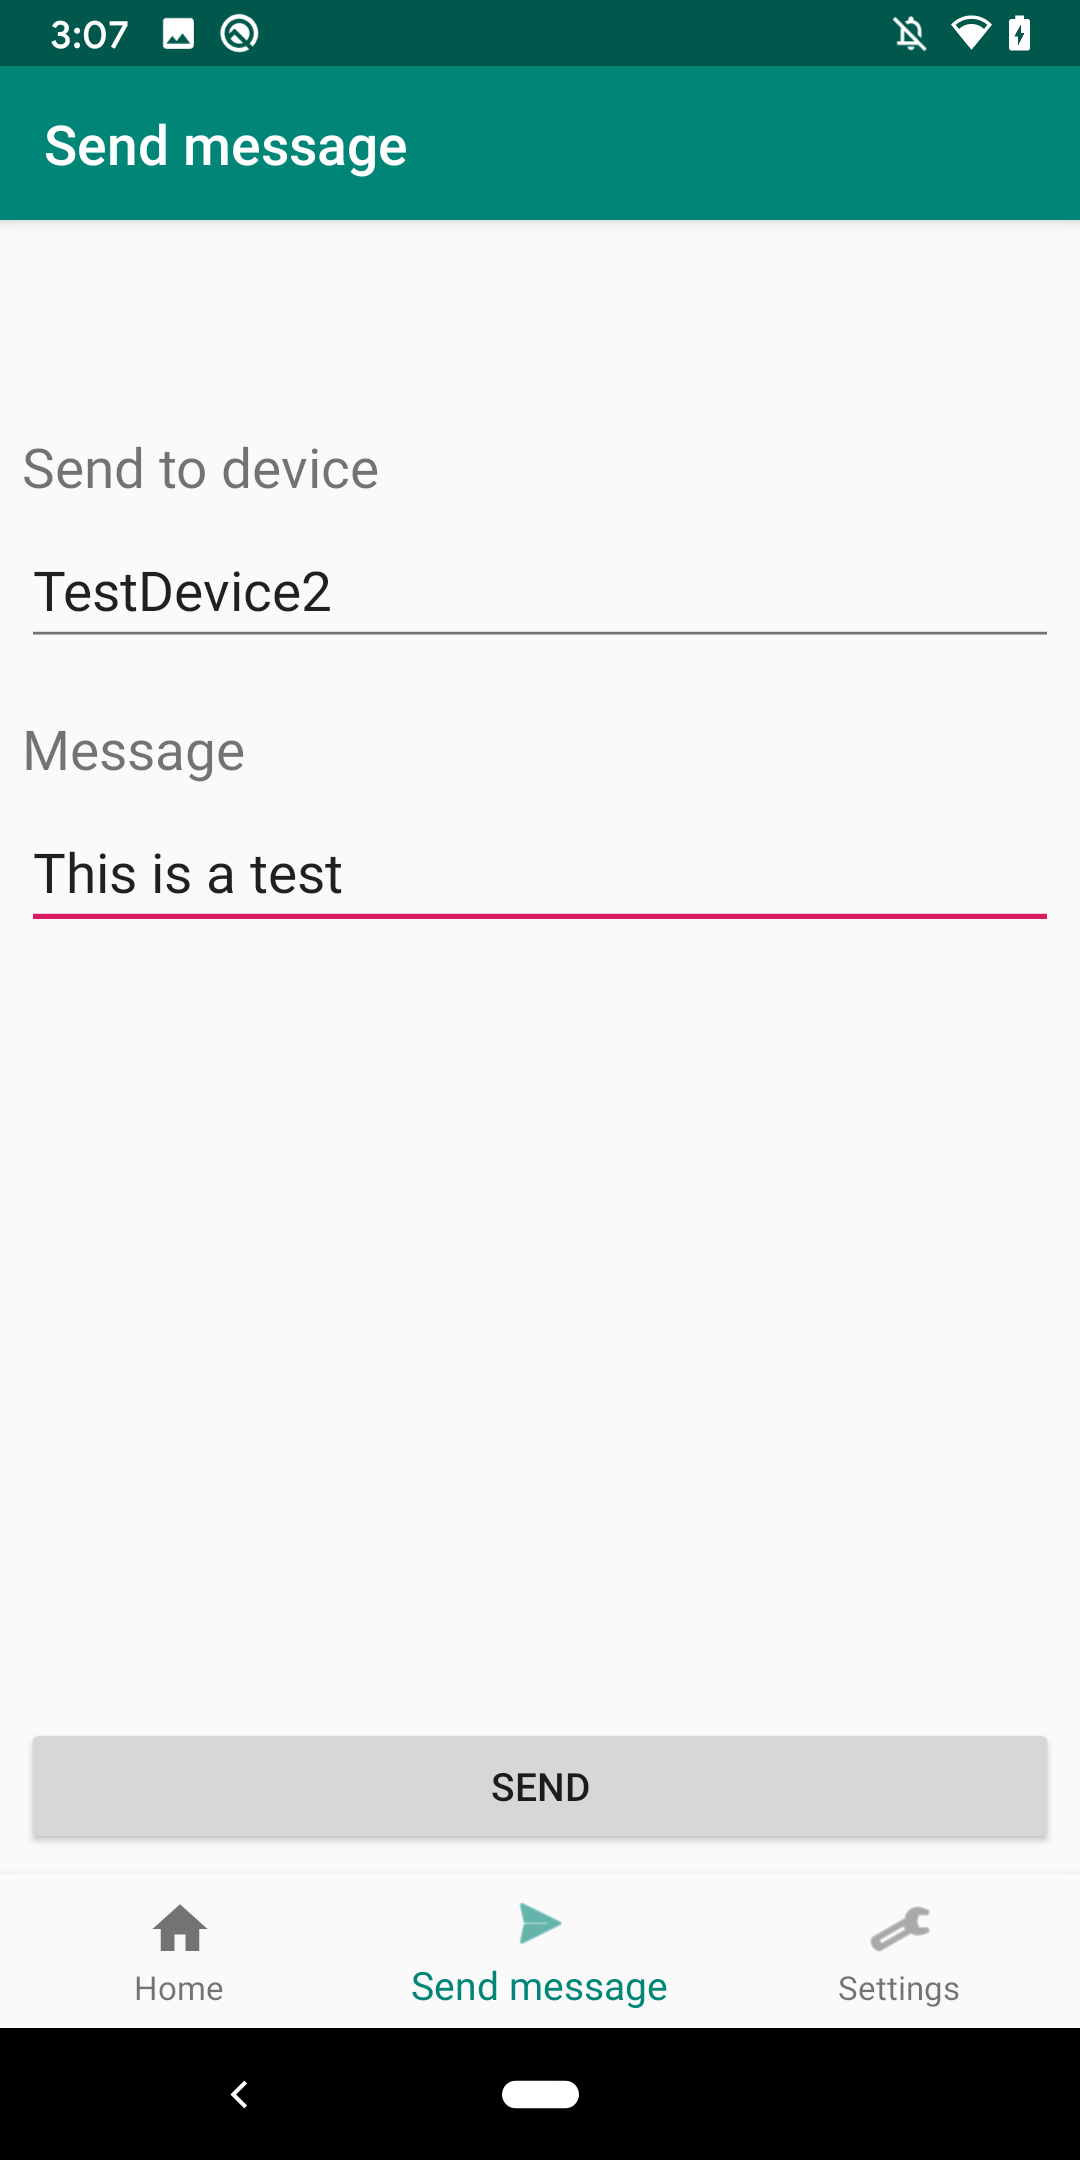 3:07
Send message
Send to device
TestDevice2
Message
This is a test
SEND
Home
Send message
Settings